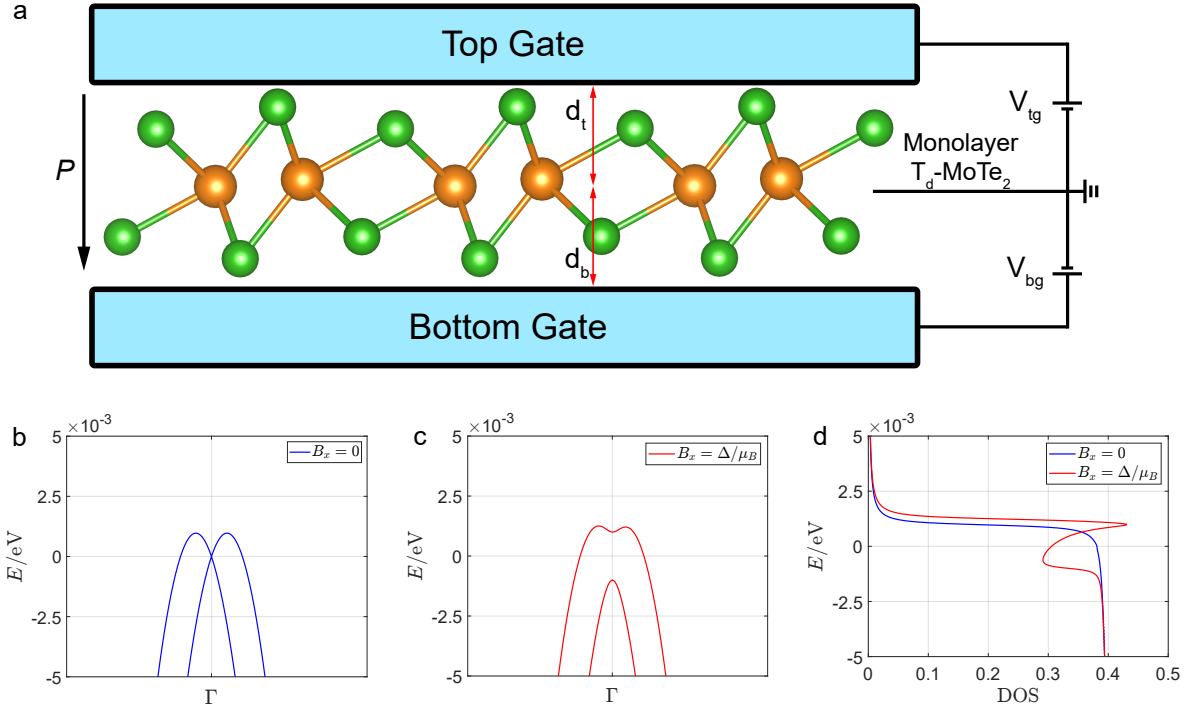 a
Top Gate
P
d_t
V_tg
Monolayer
T_d-MoTe_2
d_b
V_bg
Bottom Gate
b
×10^-3
5
2.5
0
-2.5
-5
E/eV
Γ
B_x = 0
c
×10^-3
5
2.5
0
-2.5
-5
E/eV
Γ
B_x = Δ/μ_B
d
×10^-3
5
2.5
0
-2.5
-5
E/eV
B_x = 0
B_x = Δ/μ_B
0 0.1 0.2 0.3 0.4 0.5
DOS